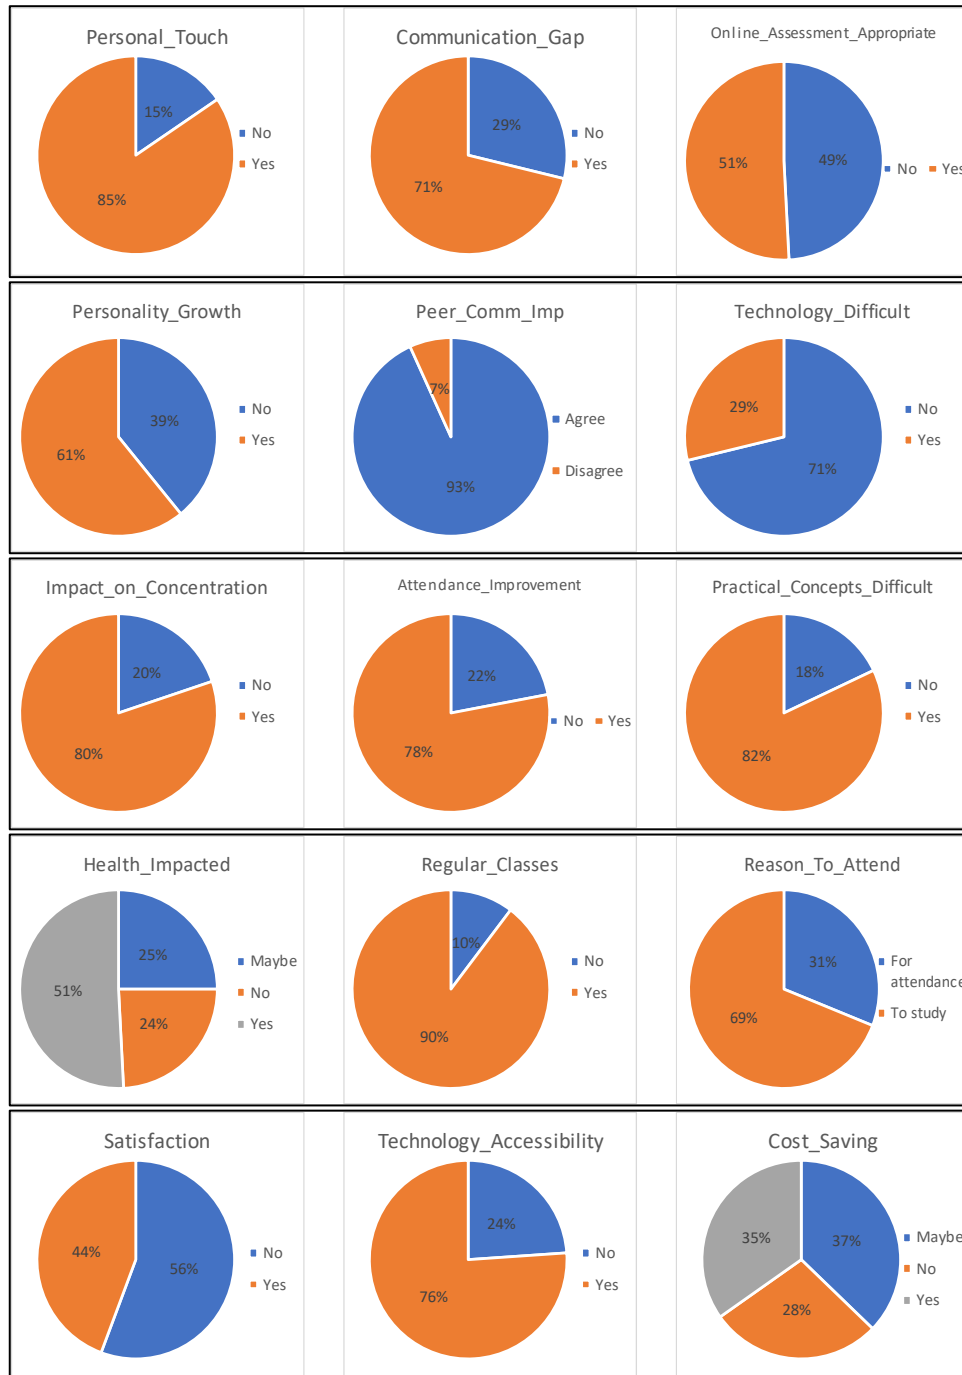 Personal_Touch
15%
85%
No
Yes
Communication_Gap
29%
71%
No
Yes
Online_Assessment_Appropriate
51%
49%
No Yes
Personality_Growth
39%
61%
No
Yes
Peer_Comm_Imp
7%
93%
Agree
Disagree
Technology_Difficult
29%
71%
No
Yes
Impact_on_Concentration
20%
80%
No
Yes
Attendance_Improvement
22%
78%
No Yes
Practical_Concepts_Difficult
18%
82%
No
Yes
Health_Impacted
25%
51%
24%
Maybe
No
Yes
Regular_Classes
10%
90%
No
Yes
Reason_To_Attend
31%
69%
For
attendance
To study
Satisfaction
44%
56%
No
Yes
Technology_Accessibility
24%
76%
No
Yes
Cost_Saving
35%
37%
28%
Maybe
No
Yes